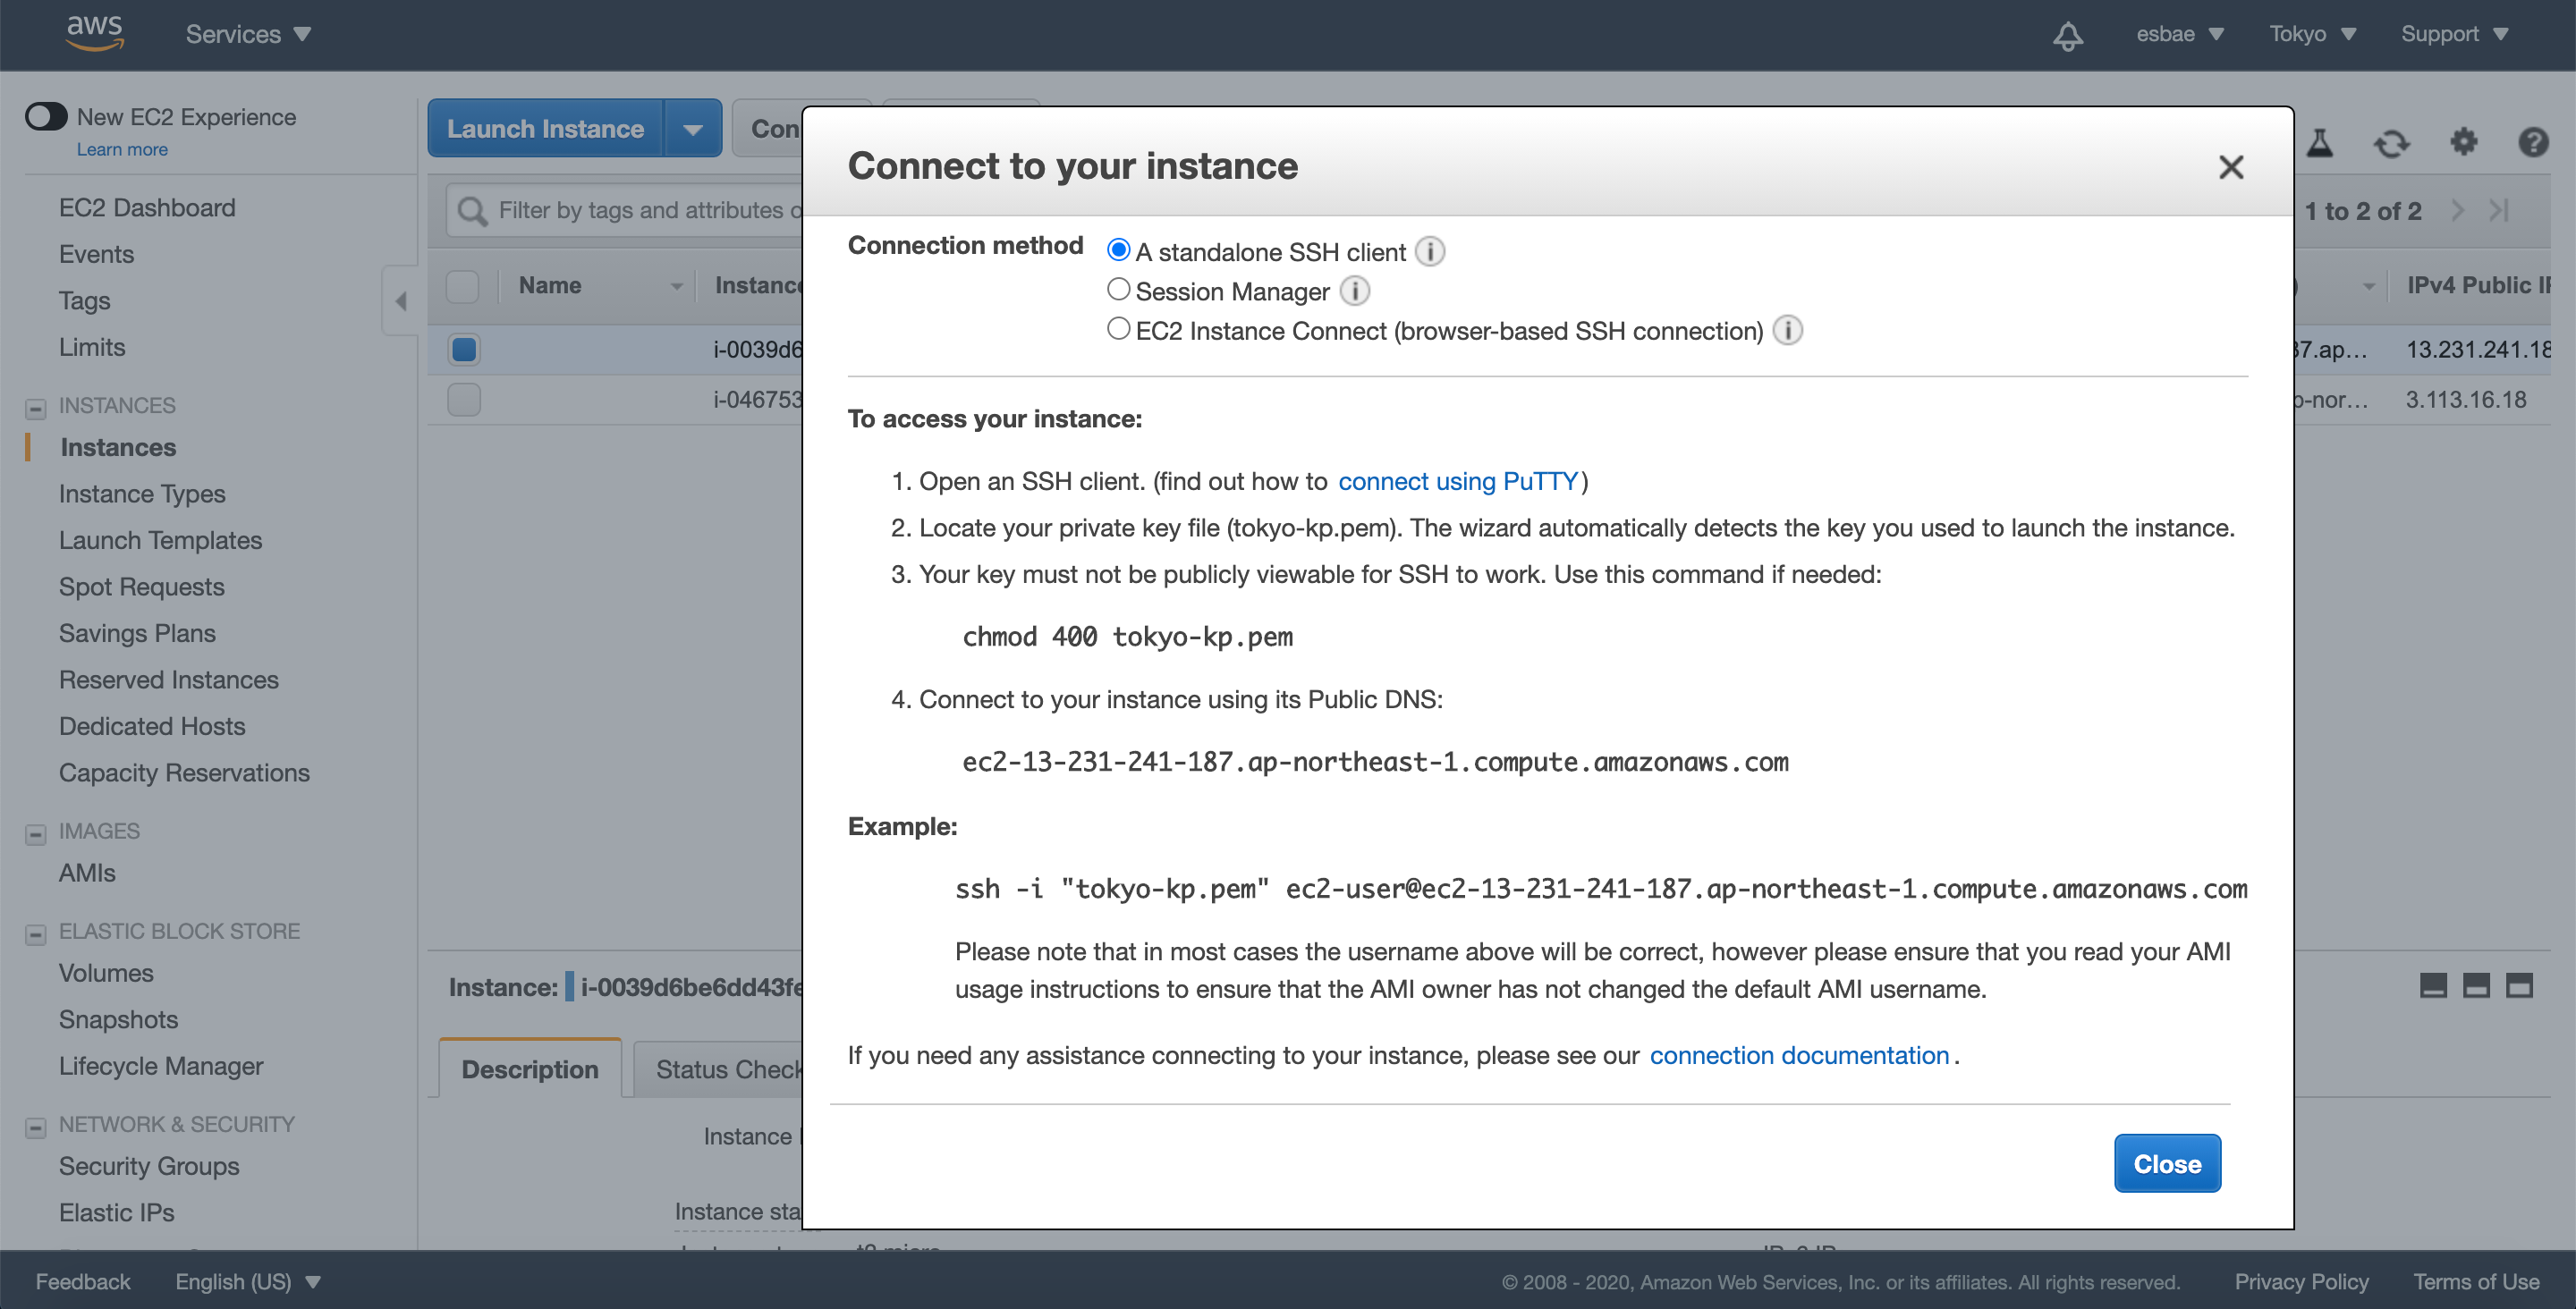 aws
Services
esbae
Tokyo
Support
New EC2 Experience
Learn more
EC2 Dashboard
Events
Tags
Limits
INSTANCES
Instances
Instance Types
Launch Templates
Spot Requests
Savings Plans
Reserved Instances
Dedicated Hosts
Capacity Reservations
IMAGES
AMIs
ELASTIC BLOCK STORE
Volumes
Snapshots
Lifecycle Manager
NETWORK & SECURITY
Security Groups
Elastic IPs
Launch Instance
Con
Filter by tags and attributes o
1 to 2 of 2
Name
Instanc
IPv4 Public IP
i-0039d6
37.ap...
13.231.241.18
i-046753
o-nor...
3.113.16.18
Connect to your instance
Connection method
A standalone SSH client
Session Manager
EC2 Instance Connect (browser-based SSH connection)
To access your instance:
1. Open an SSH client. (find out how to connect using PuTTY)
2. Locate your private key file (tokyo-kp.pem). The wizard automatically detects the key you used to launch the instance.
3. Your key must not be publicly viewable for SSH to work. Use this command if needed:
chmod 400 tokyo-kp.pem
4. Connect to your instance using its Public DNS:
ec2-13-231-241-187.ap-northeast-1.compute.amazonaws.com
Example:
ssh -i "tokyo-kp.pem" ec2-user@ec2-13-231-241-187.ap-northeast-1.compute.amazonaws.com
Please note that in most cases the username above will be correct, however please ensure that you read your AMI
usage instructions to ensure that the AMI owner has not changed the default AMI username.
If you need any assistance connecting to your instance, please see our connection documentation .
Close
Instance: i-0039d6be6dd43fe
Description
Status Check
Instance
Instance sta
Feedback
English (US)
© 2008 - 2020, Amazon Web Services, Inc. or its affiliates. All rights reserved.
Privacy Policy
Terms of Use